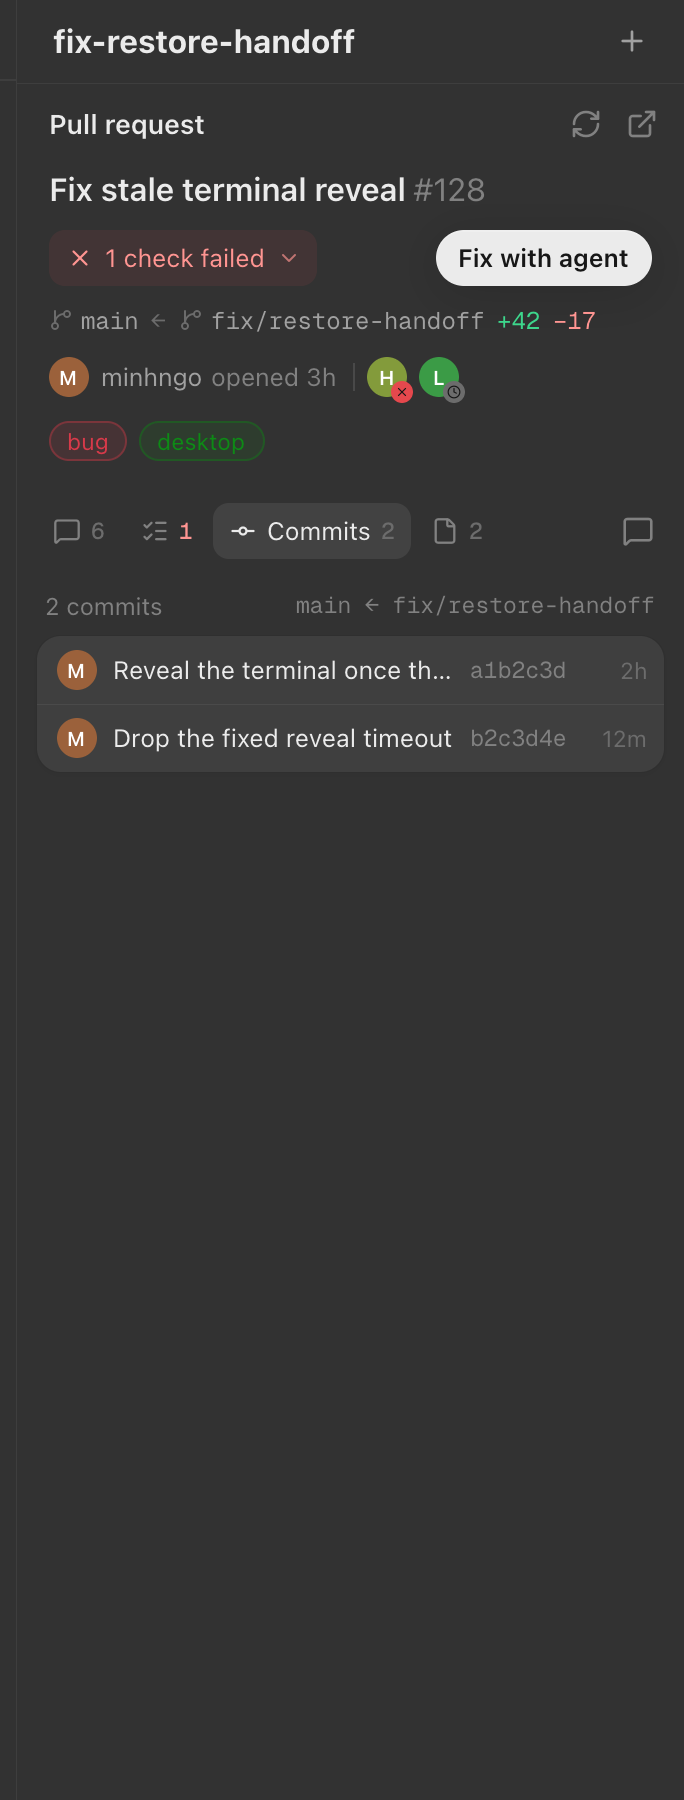 fix-restore-handoff
Pull request
Fix stale terminal reveal #128
1 check failed
Fix with agent
main ← fix/restore-handoff +42 −17
M minhngo opened 3h H L
bug desktop
6 1 Commits 2 2
2 commits main ← fix/restore-handoff
M Reveal the terminal once th... a1b2c3d 2h
M Drop the fixed reveal timeout b2c3d4e 12m